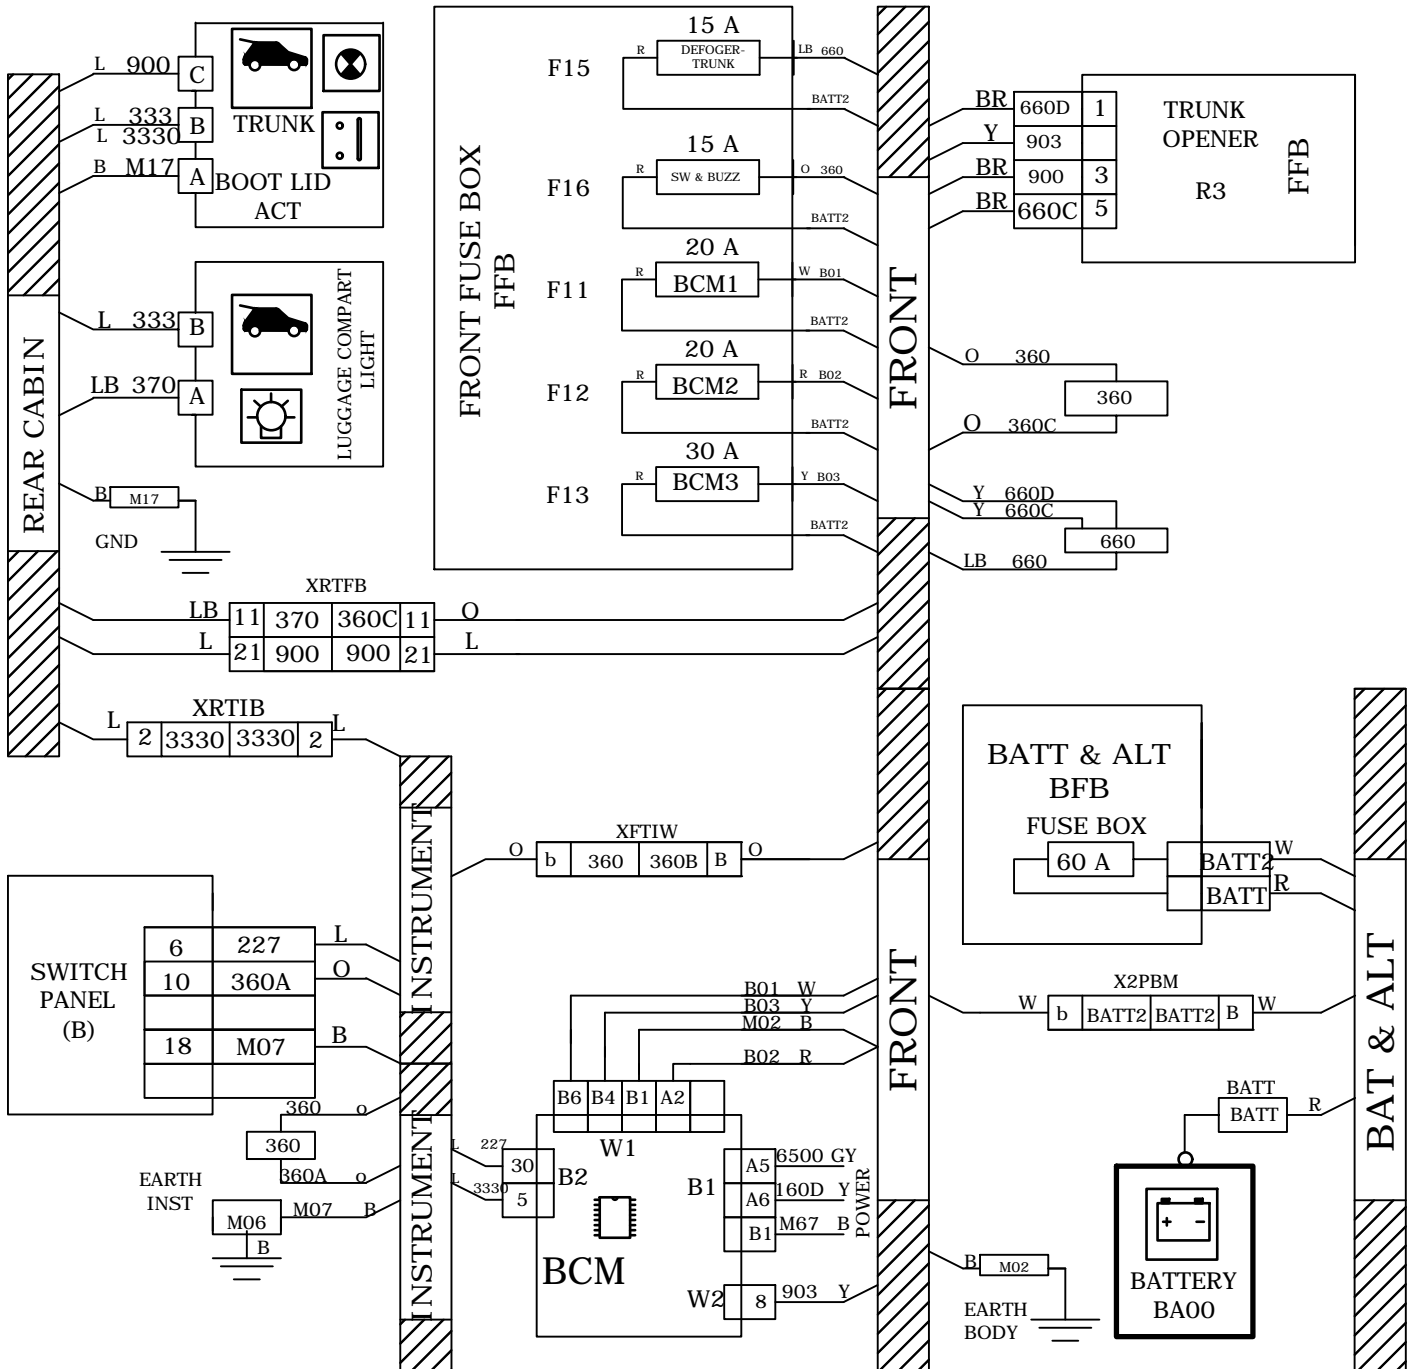 L 900 C
L 333 B
L 3330
B M17 A
TRUNK
BOOT LID
ACT
L 333 B
LB 370 A
LUGGAGE COMPART
LIGHT
REAR CABIN
B M17
GND
FRONT FUSE BOX
FFB
F15
15 A
R DEFOGER-
TRUNK
LB 660
BATT2
F16
15 A
R SW & BUZZ O 360
BATT2
F11
20 A
R BCM1 W B01
BATT2
F12
20 A
R BCM2 R B02
BATT2
F13
30 A
R BCM3 Y B03
BATT2
FRONT
BR 660D 1
Y 903
BR 900 3
BR 660C 5
TRUNK
OPENER
R3
FFB
O 360
360
O 360C
Y 660D
Y 660C
660
LB 660
XRTFB
LB 11 370 360C 11 O
L 21 900 900 21 L
XRTIB
L 2 3330 3330 2 L
INSTRUMENT
XFTIW
O b 360 360B B O
BATT & ALT
BFB
FUSE BOX
60 A
BATT2 W
BATT R
SWITCH
PANEL
(B)
6 227 L
10 360A O
18 M07 B
360 o
360
360A o
EARTH
INST
M06
M07 B
B
INSTRUMENT
B01 W
B03 Y
M02 B
B02 R
B6 B4 B1 A2
W1
L 227 30
L 3330 5
B2
BCM
B1
A5 6500 GY
A6 160D Y
B1 M67 B
POWER
W2 8 903 Y
FRONT
X2PBM
W b BATT2 BATT2 B W
BATT
BATT R
BAT & ALT
+ −
BATTERY
BA00
B M02
EARTH
BODY